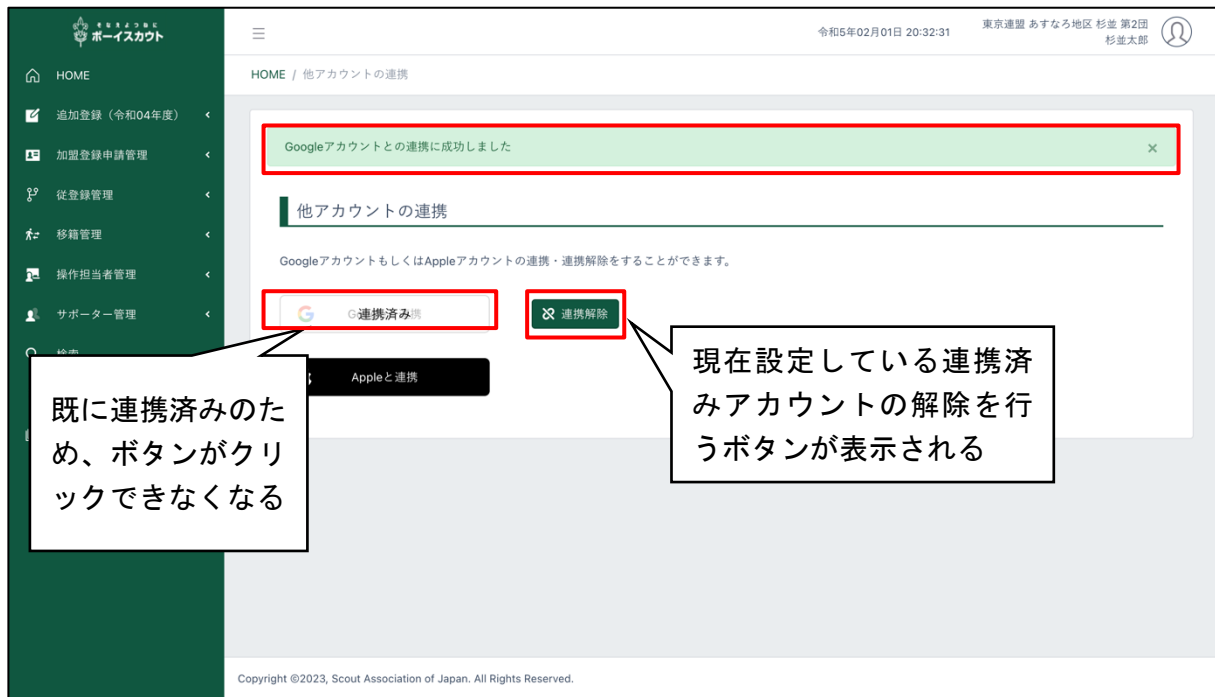 そなえよつねに
ボーイスカウト
令和5年02月01日 20:32:31
東京連盟 あすなろ地区 杉並 第2団
杉並太郎
HOME
HOME / 他アカウントの連携
追加登録（令和04年度）
加盟登録申請管理
従登録管理
移籍管理
操作担当者管理
サポーター管理
Googleアカウントとの連携に成功しました
他アカウントの連携
GoogleアカウントもしくはAppleアカウントの連携・連携解除をすることができます。
連携済み
連携解除
Appleと連携
既に連携済みのた
め、ボタンがクリ
ックできなくなる
現在設定している連携済
みアカウントの解除を行
うボタンが表示される
Copyright ©2023, Scout Association of Japan. All Rights Reserved.